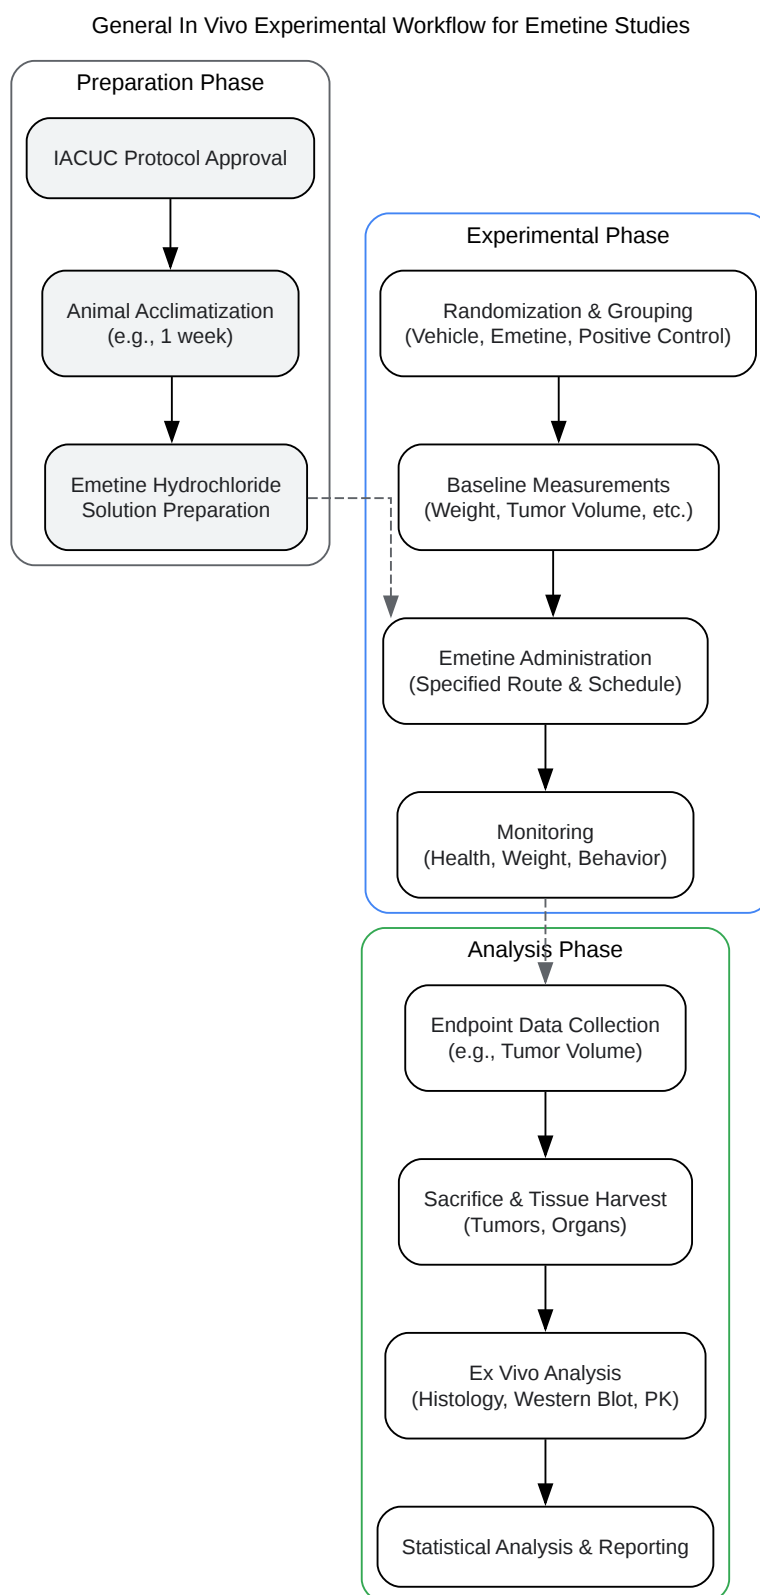 General In Vivo Experimental Workflow for Emetine Studies
Preparation Phase
IACUC Protocol Approval
Animal Acclimatization
(e.g., 1 week)
Emetine Hydrochloride
Solution Preparation
Experimental Phase
Randomization & Grouping
(Vehicle, Emetine, Positive Control)
Baseline Measurements
(Weight, Tumor Volume, etc.)
Emetine Administration
(Specified Route & Schedule)
Monitoring
(Health, Weight, Behavior)
Analysis Phase
Endpoint Data Collection
(e.g., Tumor Volume)
Sacrifice & Tissue Harvest
(Tumors, Organs)
Ex Vivo Analysis
(Histology, Western Blot, PK)
Statistical Analysis & Reporting